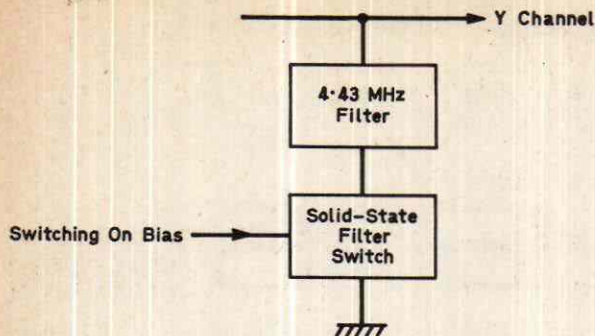 Y Channel
4·43 MHz
Filter
Switching On Bias
Solid-State
Filter
Switch